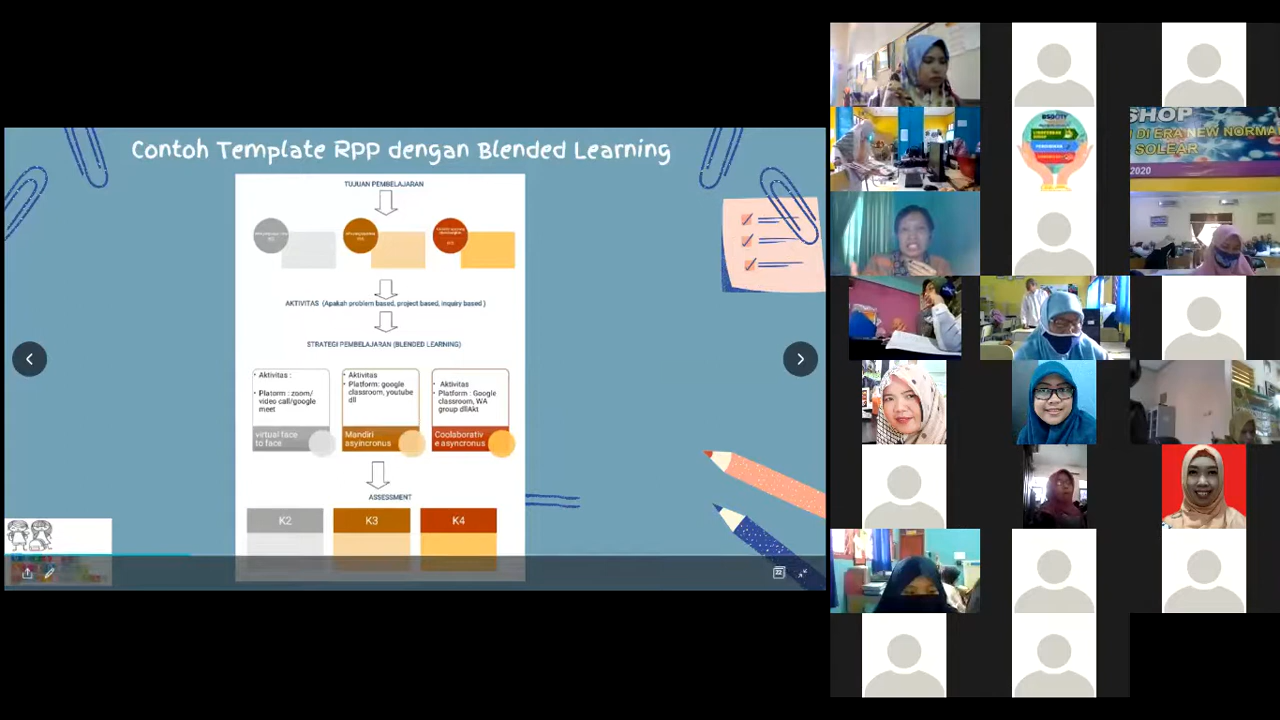 Contoh Template RPP dengan Blended Learning
TUJUAN PEMBELAJARAN
AKTIVITAS (Apakah problem based, project based, inquiry based )
STRATEGI PEMBELAJARAN (BLENDED LEARNING)
• Aktivitas :
• Platorm : zoom/
video call/google
meet
virtual face
to face
• Aktivitas
• Platform: google
classroom, youtube
dll
Mandiri
asyincronus
• Aktivitas
• Platform : Google
classroom, WA
group dllAkt
Coolaborativ
e asyncronus
ASSESSMENT
K2
K3
K4
22
SHOP
DI ERA NEW NORMA
SOLEAR
2020